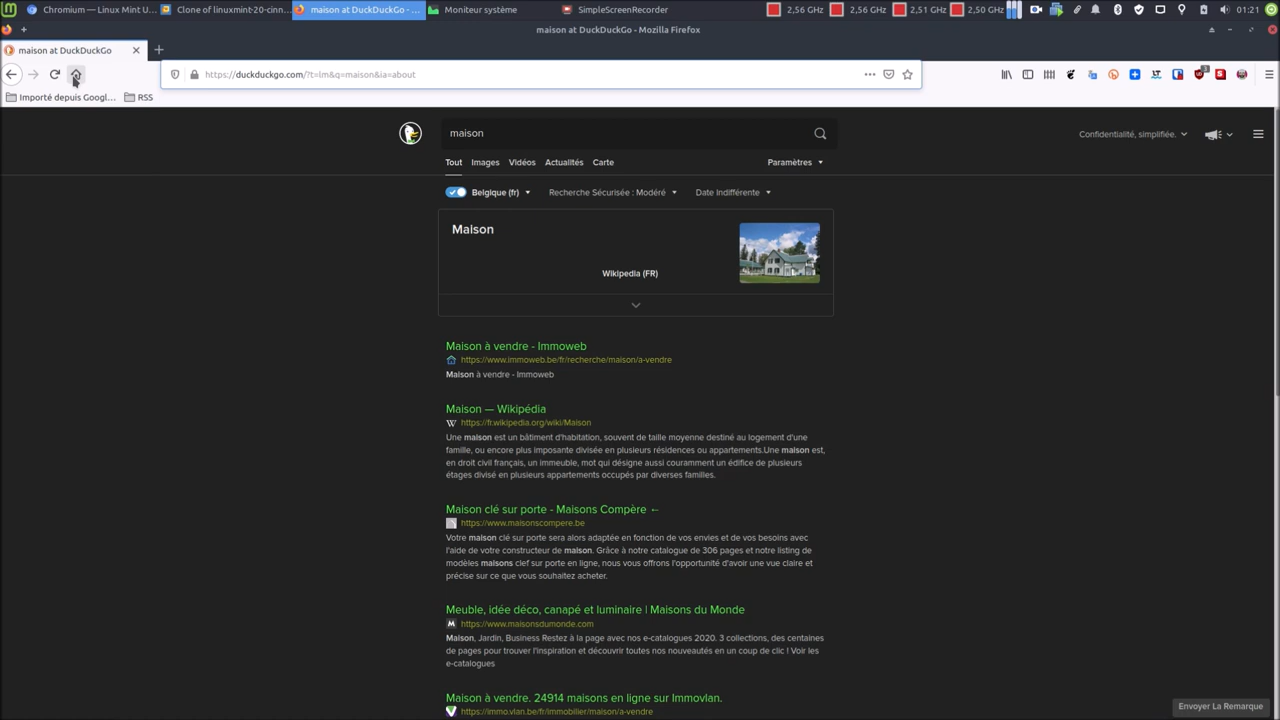 Chromium — Linux Mint U...
Clone of linuxmint-20-cinn...
maison at DuckDuckGo - ...
Moniteur système
SimpleScreenRecorder
2,56 GHz
2,56 GHz
2,51 GHz
2,50 GHz
01:21
maison at DuckDuckGo - Mozilla Firefox
maison at DuckDuckGo
https://duckduckgo.com/?t=lm&q=maison&ia=about
Importé depuis Googl...
RSS
maison
Confidentialité, simplifiée.
Tout Images Vidéos Actualités Carte
Paramètres
Belgique (fr)
Recherche Sécurisée : Modéré
Date Indifférente
Maison
Wikipedia (FR)
Maison à vendre - Immoweb
https://www.immoweb.be/fr/recherche/maison/a-vendre
Maison à vendre - Immoweb
Maison — Wikipédia
W https://fr.wikipedia.org/wiki/Maison
Une maison est un bâtiment d'habitation, souvent de taille moyenne destiné au logement d'une
famille, ou encore plus imposante divisée en plusieurs résidences ou appartements.Une maison est,
en droit civil français, un immeuble, mot qui désigne aussi couramment un édifice de plusieurs
étages divisé en plusieurs appartements occupés par diverses familles.
Maison clé sur porte - Maisons Compère ←
https://www.maisonscompere.be
Votre maison clé sur porte sera alors adaptée en fonction de vos envies et de vos besoins avec
l'aide de votre constructeur de maison. Grâce à notre catalogue de 306 pages et notre listing de
modèles maisons clef sur porte en ligne, nous vous offrons l'opportunité d'avoir une vue claire et
précise sur ce que vous souhaitez acheter.
Meuble, idée déco, canapé et luminaire | Maisons du Monde
M https://www.maisonsdumonde.com
Maison, Jardin, Business Restez à la page avec nos e-catalogues 2020. 3 collections, des centaines
de pages pour trouver l'inspiration et découvrir toutes nos nouveautés en un coup de clic ! Voir les
e-catalogues
Maison à vendre. 24914 maisons en ligne sur Immovlan.
https://immo.vlan.be/fr/immobilier/maison/a-vendre
Envoyer La Remarque